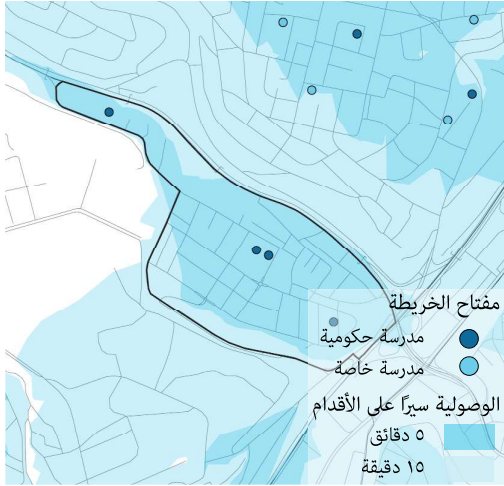 مفتاح الخريطة
مدرسة حكومية
مدرسة خاصة
الوصولية سيرًا على الأقدام
٥ دقائق
١٥ دقيقة